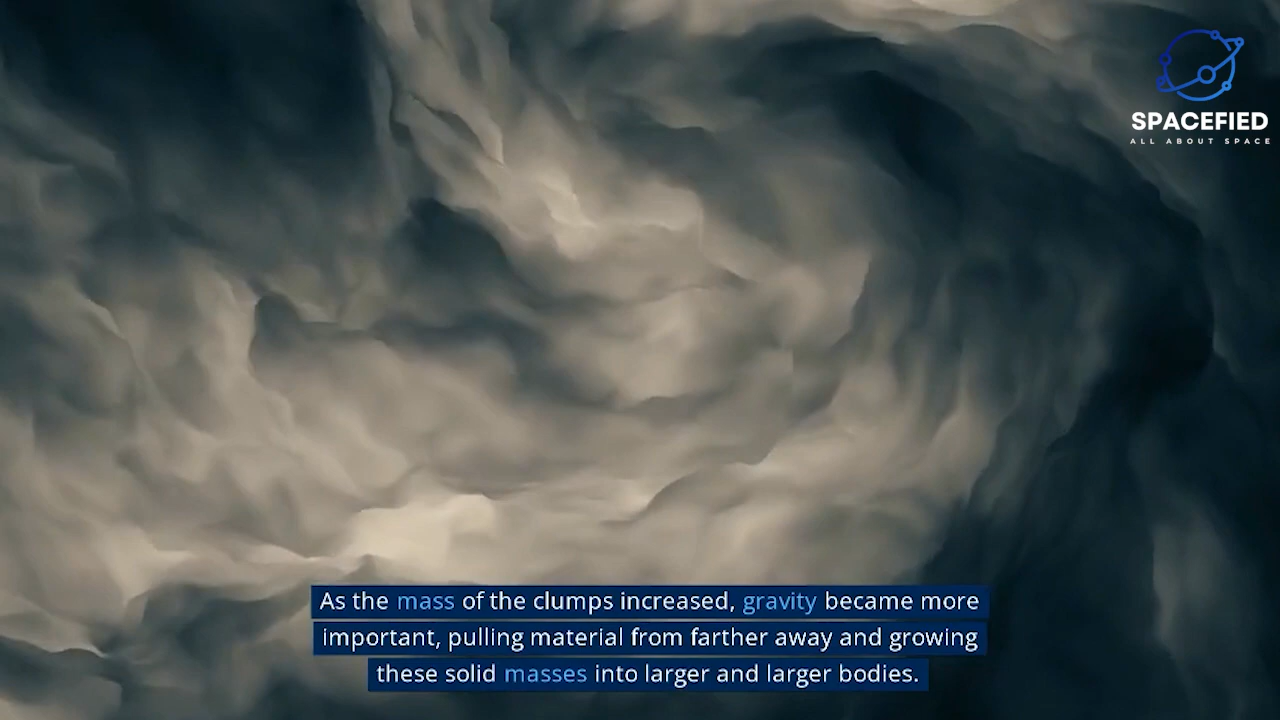 SPACEFIED
ALL ABOUT SPACE
As the mass of the clumps increased, gravity became more
important, pulling material from farther away and growing
these solid masses into larger and larger bodies.